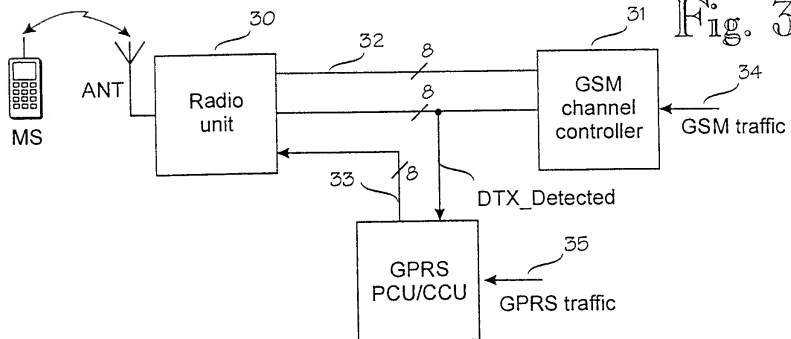 Fig. 3
30
31
32
8
34
MS
ANT
Radio
unit
8
GSM
channel
controller
GSM traffic
33
8
DTX_Detected
GPRS
PCU/CCU
35
GPRS traffic